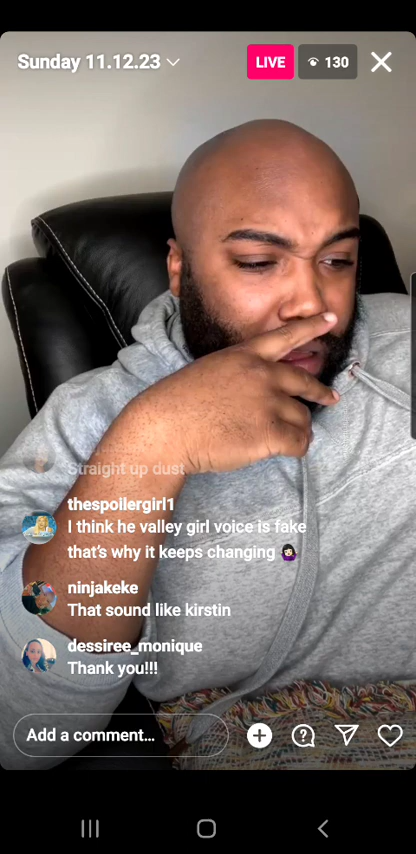 Sunday 11.12.23
LIVE
130
Straight up dust
thespoilergirl1
I think he valley girl voice is fake
that's why it keeps changing 🤷🏻‍♀️
ninjakeke
That sound like kirstin
dessiree_monique
Thank you!!!
Add a comment...